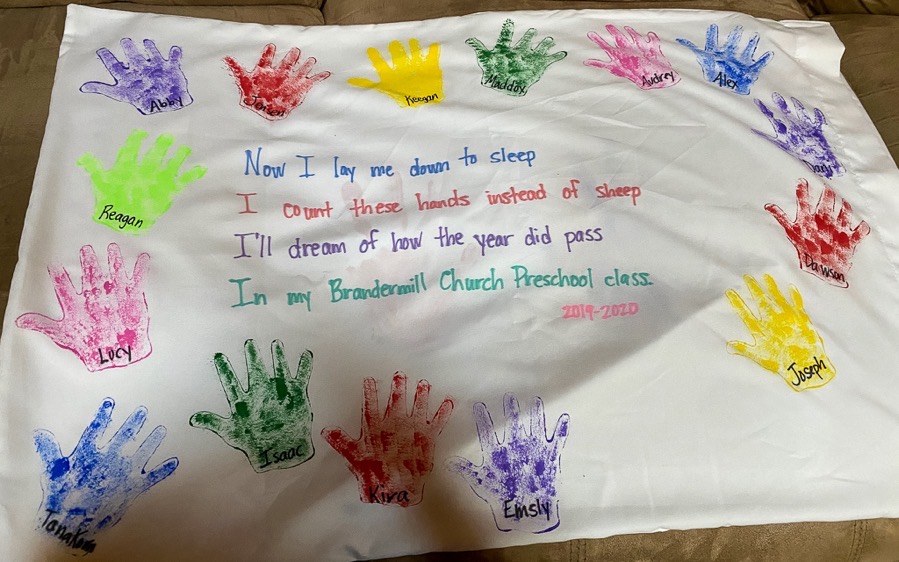 Abby
Keegan
Maddox
Audrey
Alex
Reagan
Now I lay me down to sleep
I count these hands instead of sheep
I'll dream of how the year did pass
In my Brandermill Church Preschool class.
2019-2020
Dawson
Lucy
Joseph
Isaac
Kira
Emsly